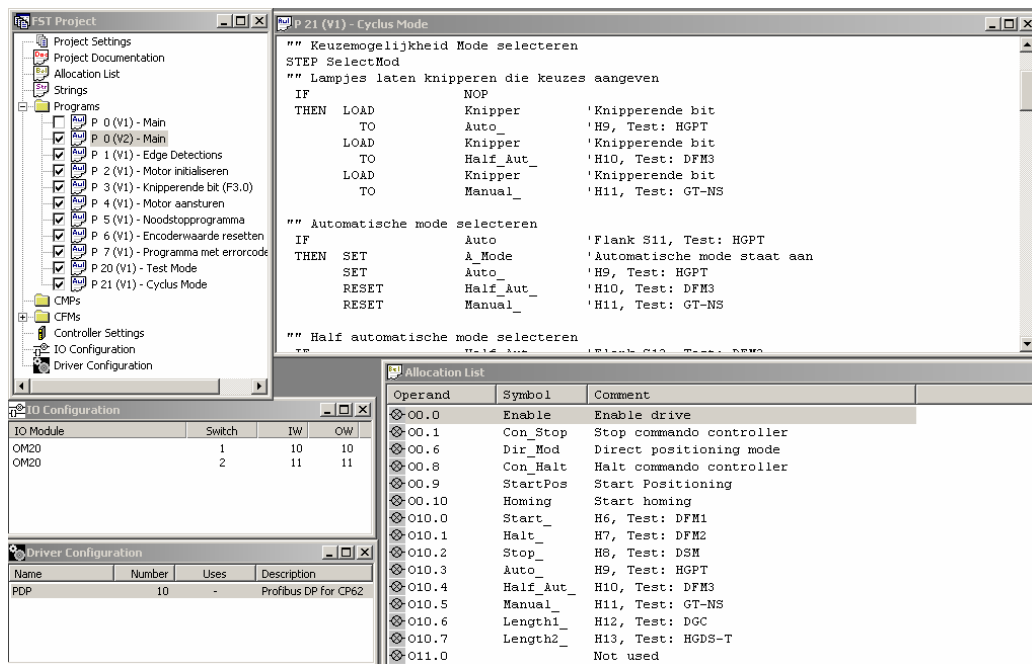 FST Project
Project Settings
Project Documentation
Allocation List
Strings
Programs
P 0 (V1) - Main
P 0 (V2) - Main
P 1 (V1) - Edge Detections
P 2 (V1) - Motor initialiseren
P 3 (V1) - Knipperende bit (F3.0)
P 4 (V1) - Motor aansturen
P 5 (V1) - Noodstopprogramma
P 6 (V1) - Encoderwaarde resetten
P 7 (V1) - Programma met errorcode
P 20 (V1) - Test Mode
P 21 (V1) - Cyclus Mode
CMPs
CFMs
Controller Settings
IO Configuration
Driver Configuration
P 21 (V1) - Cyclus Mode
"" Keuzemogelijkheid Mode selecteren
STEP SelectMod
"" Lampjes laten knipperen die keuzes aangeven
IF NOP
THEN LOAD Knipper 'Knipperende bit
TO Auto_ 'H9, Test: HGPT
LOAD Knipper 'Knipperende bit
TO Half_Aut_ 'H10, Test: DFM3
LOAD Knipper 'Knipperende bit
TO Manual_ 'H11, Test: GT-NS
"" Automatische mode selecteren
IF Auto 'Flank S11, Test: HGPT
THEN SET A_Mode 'Automatische mode staat aan
SET Auto_ 'H9, Test: HGPT
RESET Half_Aut_ 'H10, Test: DFM3
RESET Manual_ 'H11, Test: GT-NS
"" Half automatische mode selecteren
IO Configuration
IO Module Switch IW OW
OM20 1 10 10
OM20 2 11 11
Driver Configuration
Name Number Uses Description
PDP 10 - Profibus DP for CP62
Allocation List
Operand Symbol Comment
O0.0 Enable Enable drive
O0.1 Con_Stop Stop commando controller
O0.6 Dir_Mod Direct positioning mode
O0.8 Con_Halt Halt commando controller
O0.9 StartPos Start Positioning
O0.10 Homing Start homing
O10.0 Start_ H6, Test: DFM1
O10.1 Halt_ H7, Test: DFM2
O10.2 Stop_ H8, Test: DSM
O10.3 Auto_ H9, Test: HGPT
O10.4 Half_Aut_ H10, Test: DFM3
O10.5 Manual_ H11, Test: GT-NS
O10.6 Length1_ H12, Test: DGC
O10.7 Length2_ H13, Test: HGDS-T
O11.0 Not used